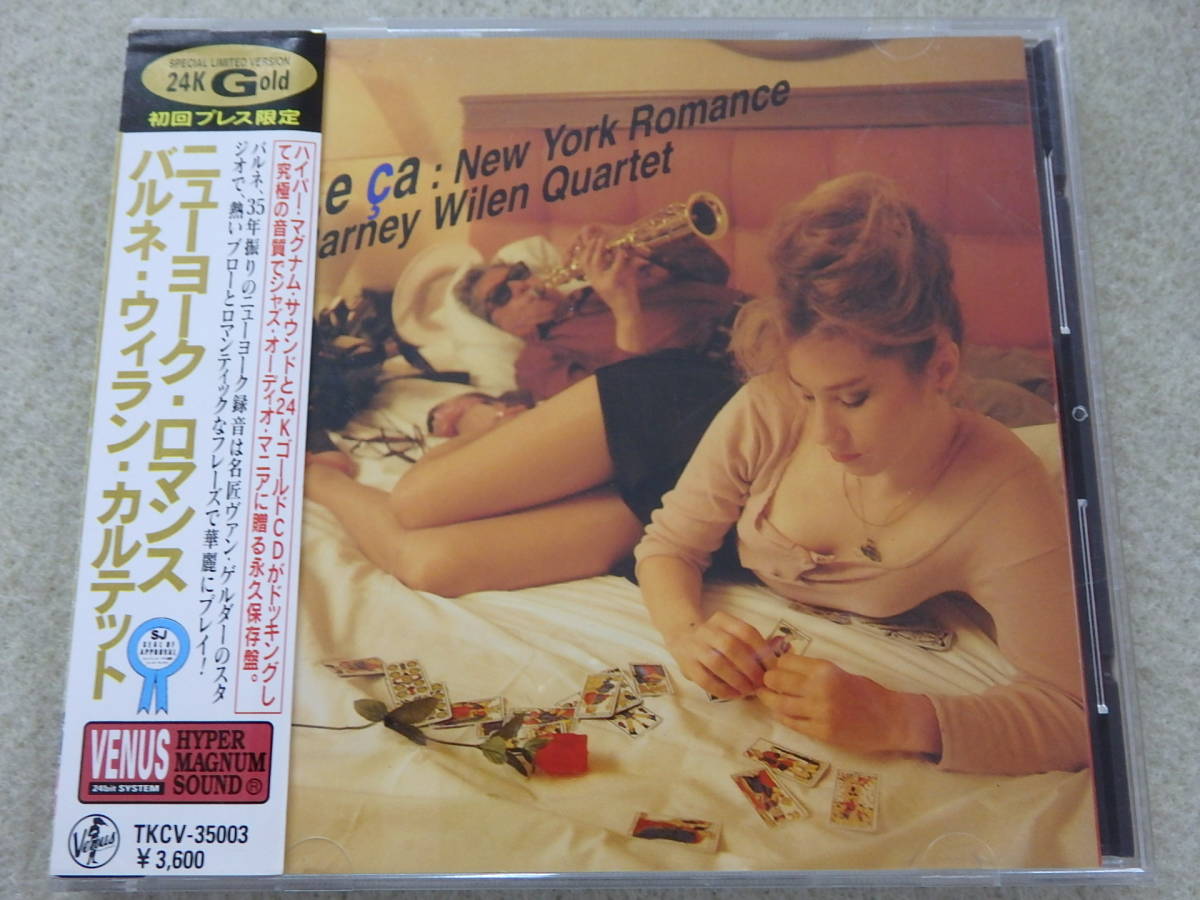 SPECIAL LIMITED VERSION
24K Gold
初回プレス限定
ニューヨーク・ロマンス
バルネ・ウィラン・カルテット
ハイパー・マグナム・サウンドと24KゴールドCDがドッキングし
て究極の音質でジャズ・オーディオ・マニアに贈る永久保存盤。
バルネ、35年振りのニューヨーク録音は名匠ヴァン・ゲルダーのスタ
ジオで、熱いブローとロマンティックなフレーズで華麗にプレイ!
SJ
SEAL OF
APPROVAL
VENUS
24bit SYSTEM
HYPER
MAGNUM
SOUND ®
Venus
TKCV-35003
¥3,600
e ça : New York Romance
arney Wilen Quartet